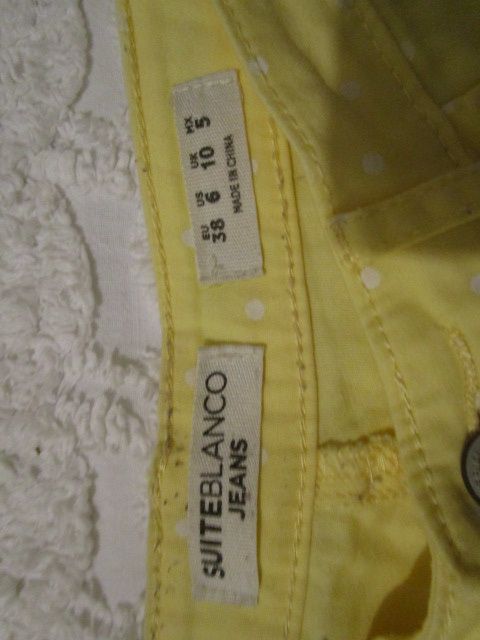 EU US UK MX
38 6 10 5
MADE IN CHINA
SUITEBLANCO
JEANS